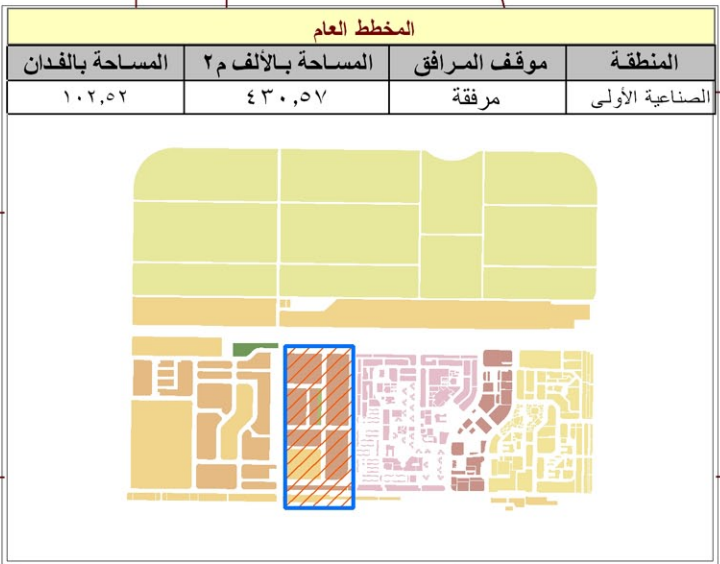 المخطط العام
المنطقة موقف المرافق المساحة بالألف م٢ المساحة بالفدان
الصناعية الأولى مرفقة ٤٣٠,٥٧ ١٠٢,٥٢